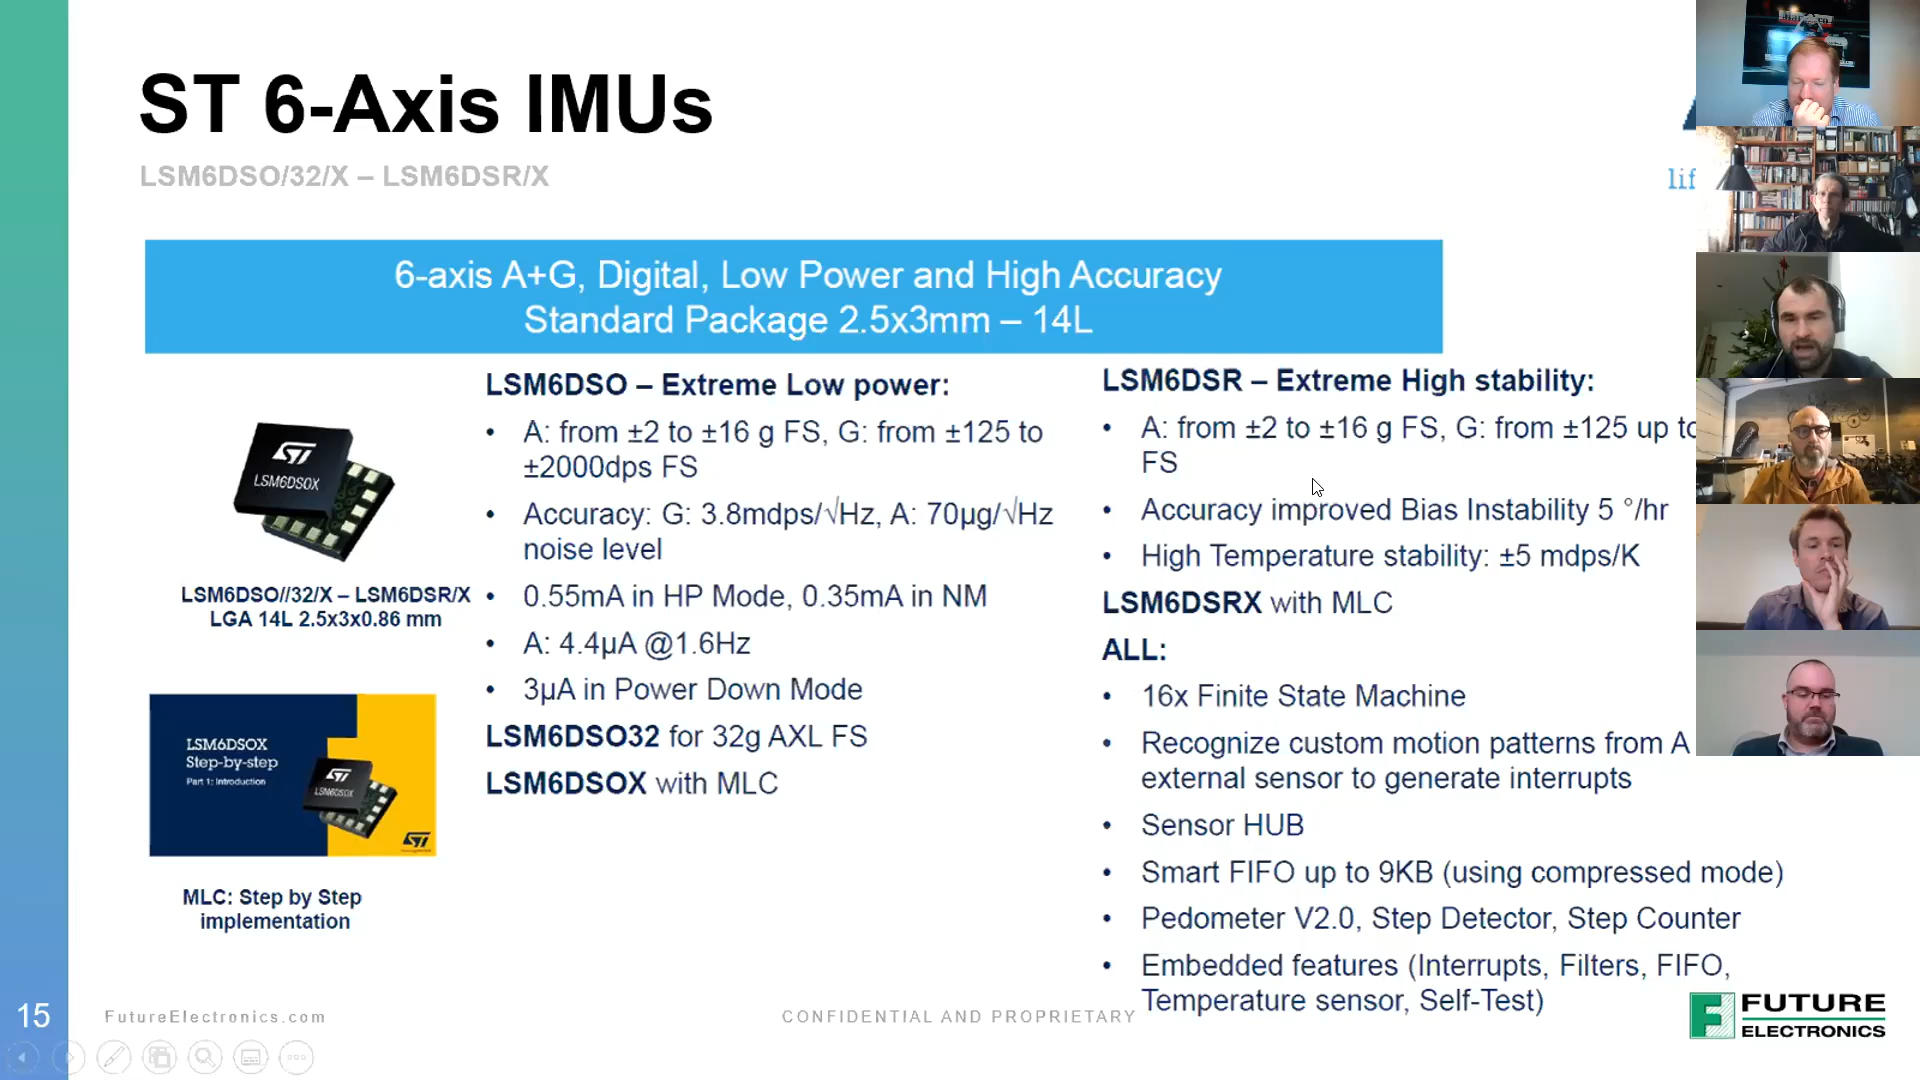 ST 6-Axis IMUs
LSM6DSO/32/X – LSM6DSR/X
lif
6-axis A+G, Digital, Low Power and High Accuracy
Standard Package 2.5x3mm – 14L
LSM6DSOX
LSM6DSO//32/X – LSM6DSR/X
LGA 14L 2.5x3x0.86 mm
LSM6DSOX
Step-by-step
Part 1: Introduction
LSM6DSOX
MLC: Step by Step
implementation
LSM6DSO – Extreme Low power:
• A: from ±2 to ±16 g FS, G: from ±125 to
±2000dps FS
• Accuracy: G: 3.8mdps/√Hz, A: 70µg/√Hz
noise level
• 0.55mA in HP Mode, 0.35mA in NM
• A: 4.4µA @1.6Hz
• 3µA in Power Down Mode
LSM6DSO32 for 32g AXL FS
LSM6DSOX with MLC
LSM6DSR – Extreme High stability:
• A: from ±2 to ±16 g FS, G: from ±125 up to
FS
• Accuracy improved Bias Instability 5 °/hr
• High Temperature stability: ±5 mdps/K
LSM6DSRX with MLC
ALL:
• 16x Finite State Machine
• Recognize custom motion patterns from A
external sensor to generate interrupts
• Sensor HUB
• Smart FIFO up to 9KB (using compressed mode)
• Pedometer V2.0, Step Detector, Step Counter
• Embedded features (Interrupts, Filters, FIFO,
Temperature sensor, Self-Test)
15
FutureElectronics.com
CONFIDENTIAL AND PROPRIETARY
FUTURE
ELECTRONICS